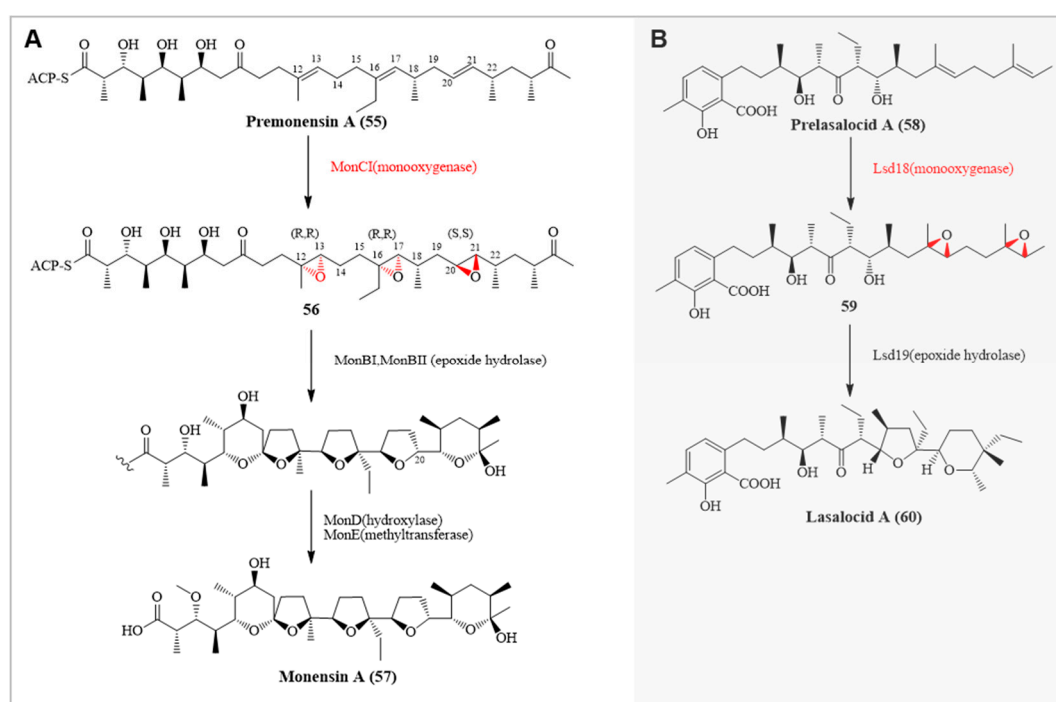 A
O OH OH OH O 12 13 14 15 16 17 18 19 20 21 22 O
ACP-S
Premonensin A (55)
MonCI(monooxygenase)
(R,R) (R,R) (S,S)
O OH OH OH O 12 13 14 15 16 17 18 19 20 21 22 O
ACP-S O O O
56
MonBI,MonBII (epoxide hydrolase)
OH
O OH
O O O O 20 O OH
MonD(hydroxylase)
MonE(methyltransferase)
OH
O O
HO O O O O O OH
Monensin A (57)
B
OH O OH
COOH
OH
Prelasalocid A (58)
Lsd18(monooxygenase)
O O
OH O OH
COOH
OH
59
Lsd19(epoxide hydrolase)
OH O H O H O
COOH
OH
Lasalocid A (60)